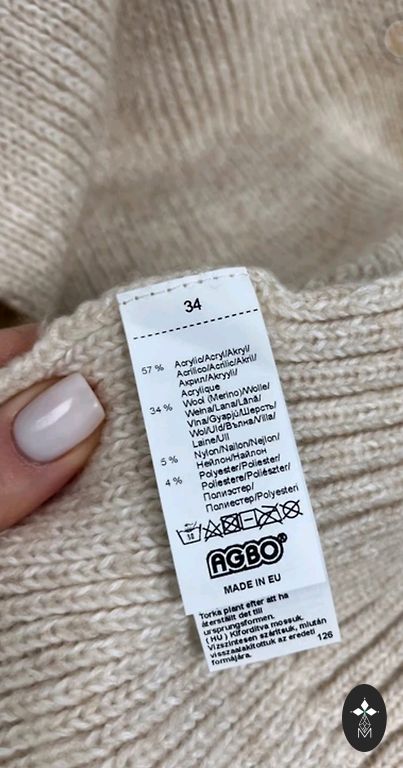 34
57 % Acrylic/Acryl/Akryl/
Acrílico/Acrilic/Akril/
Акрил/Akryyli/
Acrylique
34 % Wool (Merino)/Wolle/
Wełna/Lana/Lână/
Vlna/Gyapjú/Шерсть/
Wol/Uld/Вълна/Villa/
Laine/Ull
5 % Nylon/Nailon/Nejlon/
Нейлон/Найлон
4 % Polyester/Poliester/
Poliestere/Poliészter/
Полиэстер/
Полиестер/Polyesteri
30
AGBO®
MADE IN EU
Torka plant efter att ha
återställt det till
ursprungsformen.
( HU ) Kifordítva mossuk.
Vízszintesen szárítsuk, miután
visszaalakítottuk az eredeti
formájára. 126